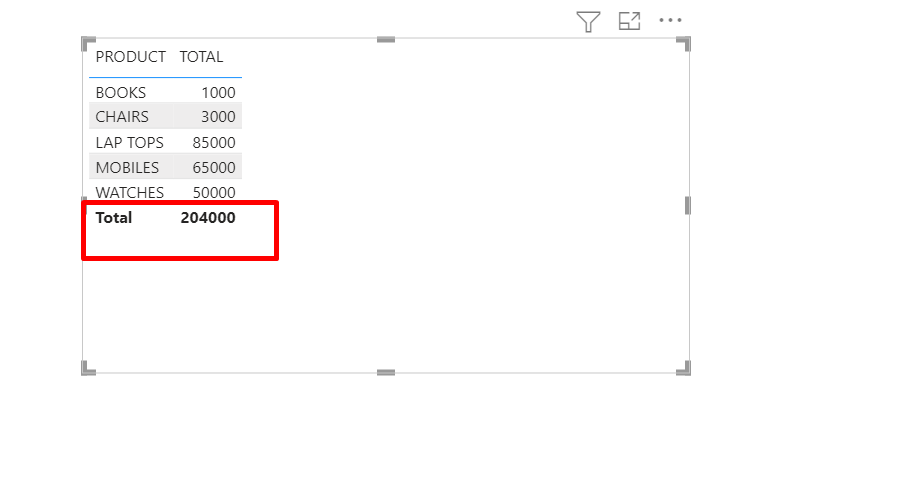 PRODUCT TOTAL
BOOKS 1000
CHAIRS 3000
LAP TOPS 85000
MOBILES 65000
WATCHES 50000
Total 204000